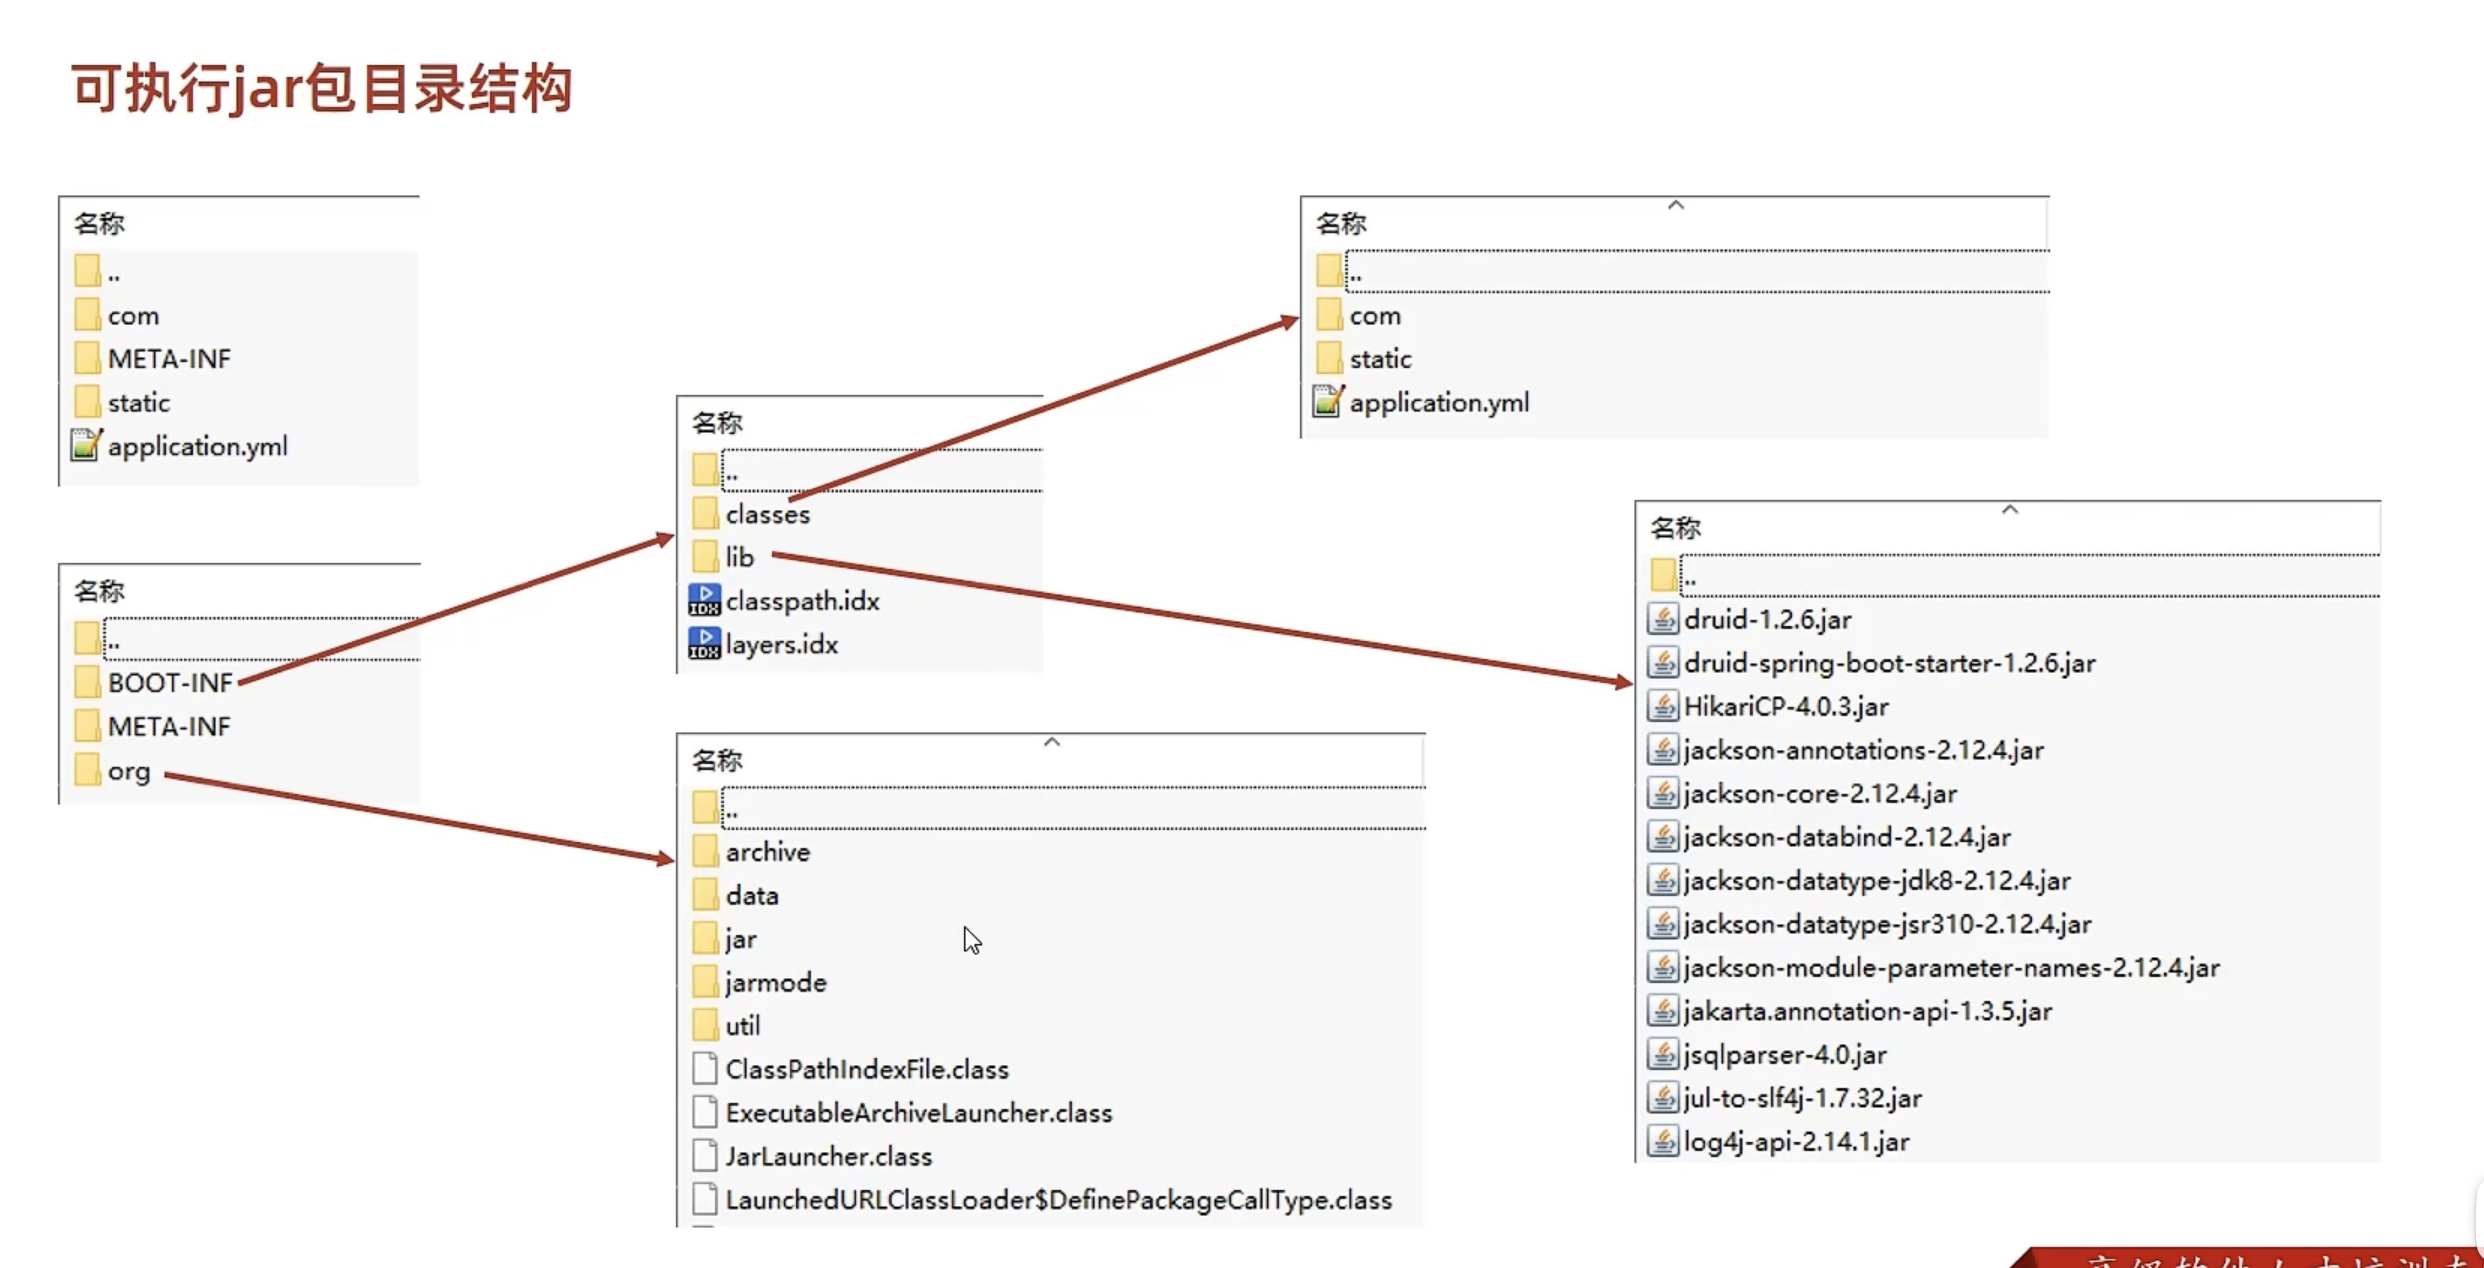 可执行jar包目录结构
名称
..
com
META-INF
static
application.yml
名称
..
BOOT-INF
META-INF
org
名称
..
classes
lib
classpath.idx
layers.idx
名称
..
archive
data
jar
jarmode
util
ClassPathIndexFile.class
ExecutableArchiveLauncher.class
JarLauncher.class
LaunchedURLClassLoader$DefinePackageCallType.class
名称
..
com
static
application.yml
名称
..
druid-1.2.6.jar
druid-spring-boot-starter-1.2.6.jar
HikariCP-4.0.3.jar
jackson-annotations-2.12.4.jar
jackson-core-2.12.4.jar
jackson-databind-2.12.4.jar
jackson-datatype-jdk8-2.12.4.jar
jackson-datatype-jsr310-2.12.4.jar
jackson-module-parameter-names-2.12.4.jar
jakarta.annotation-api-1.3.5.jar
jsqlparser-4.0.jar
jul-to-slf4j-1.7.32.jar
log4j-api-2.14.1.jar